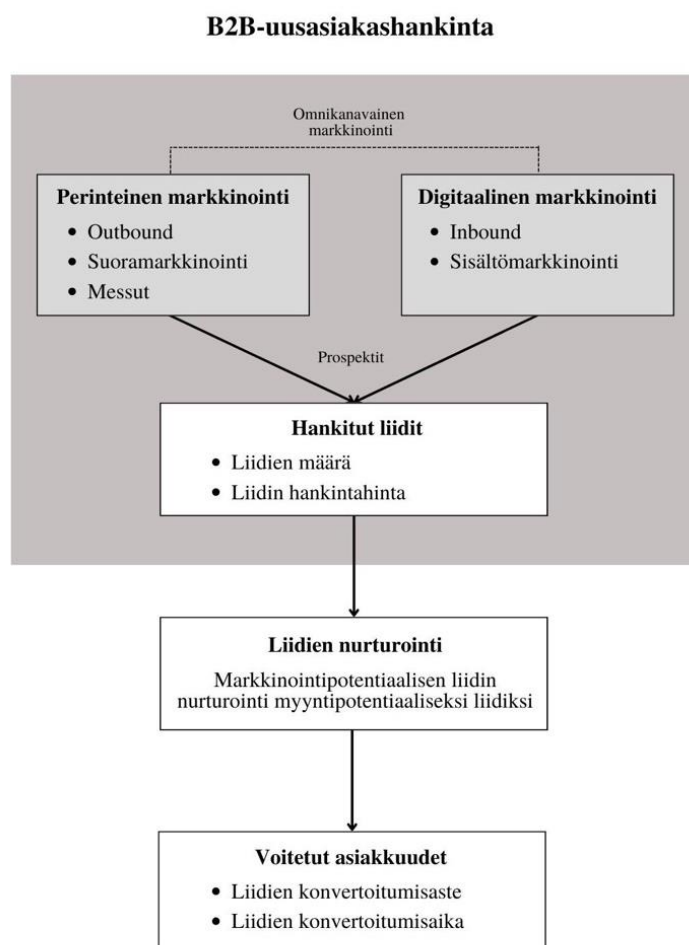 B2B-uusasiakashankinta
Omnikanavainen
markkinointi
Perinteinen markkinointi
• Outbound
• Suoramarkkinointi
• Messut
Digitaalinen markkinointi
• Inbound
• Sisältömarkkinointi
Prospektit
Hankitut liidit
• Liidien määrä
• Liidin hankintahinta
Liidien nurturointi
Markkinointipotentiaalisen liidin
nurturointi myyntipotentiaaliseksi liidiksi
Voitetut asiakkuudet
• Liidien konvertoitumisaste
• Liidien konvertoitumisaika